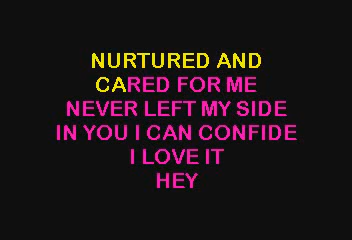 NURTURED AND
CARED FOR ME
NEVER LEFT MY SIDE
IN YOU I CAN CONFIDE
I LOVE IT
HEY